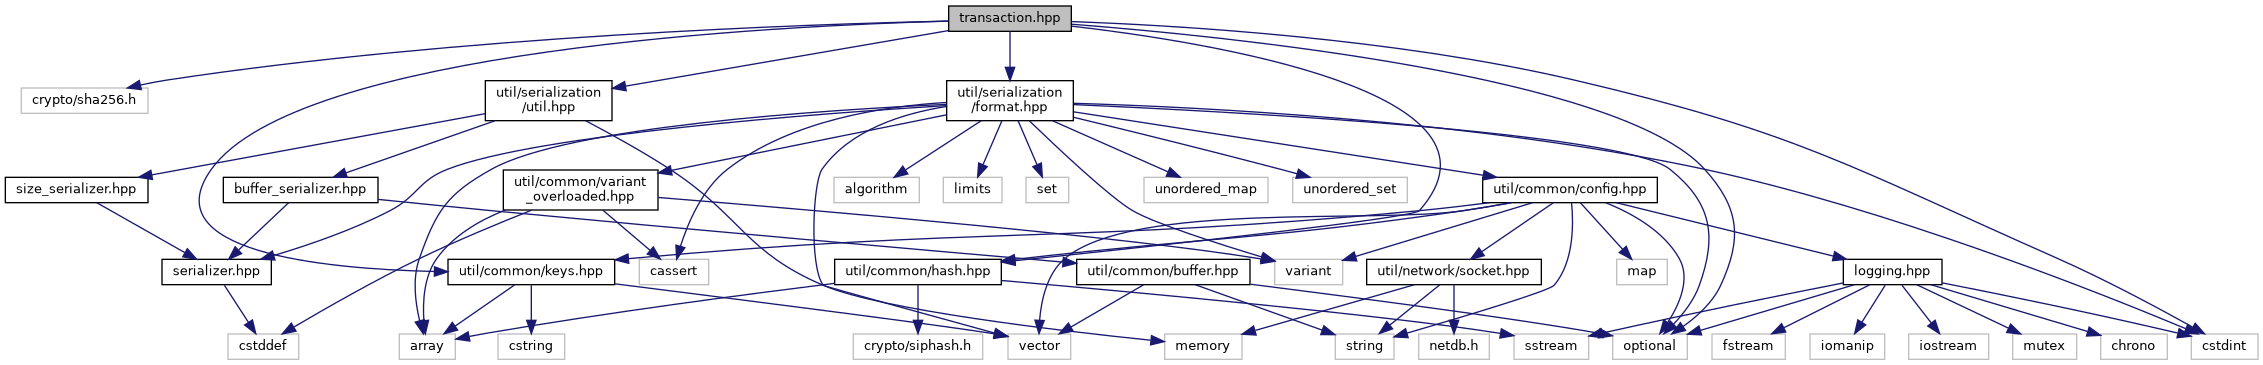 transaction.hpp
crypto/sha256.h
util/serialization
/util.hpp
util/serialization
/format.hpp
size_serializer.hpp
buffer_serializer.hpp
util/common/variant
_overloaded.hpp
algorithm
limits
set
unordered_map
unordered_set
util/common/config.hpp
serializer.hpp
util/common/keys.hpp
cassert
util/common/hash.hpp
util/common/buffer.hpp
variant
util/network/socket.hpp
map
logging.hpp
cstddef
array
cstring
crypto/siphash.h
vector
memory
string
netdb.h
sstream
optional
fstream
iomanip
iostream
mutex
chrono
cstdint